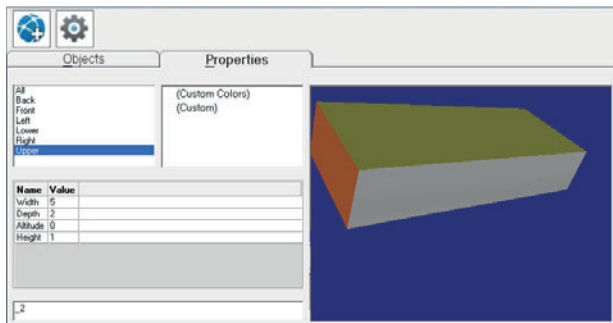 Objects
Properties
All
Back
Front
Left
Lower
Right
Upper
(Custom Colors)
(Custom)
Name Value
Width 5
Depth 2
Altitude 0
Height 1
_2